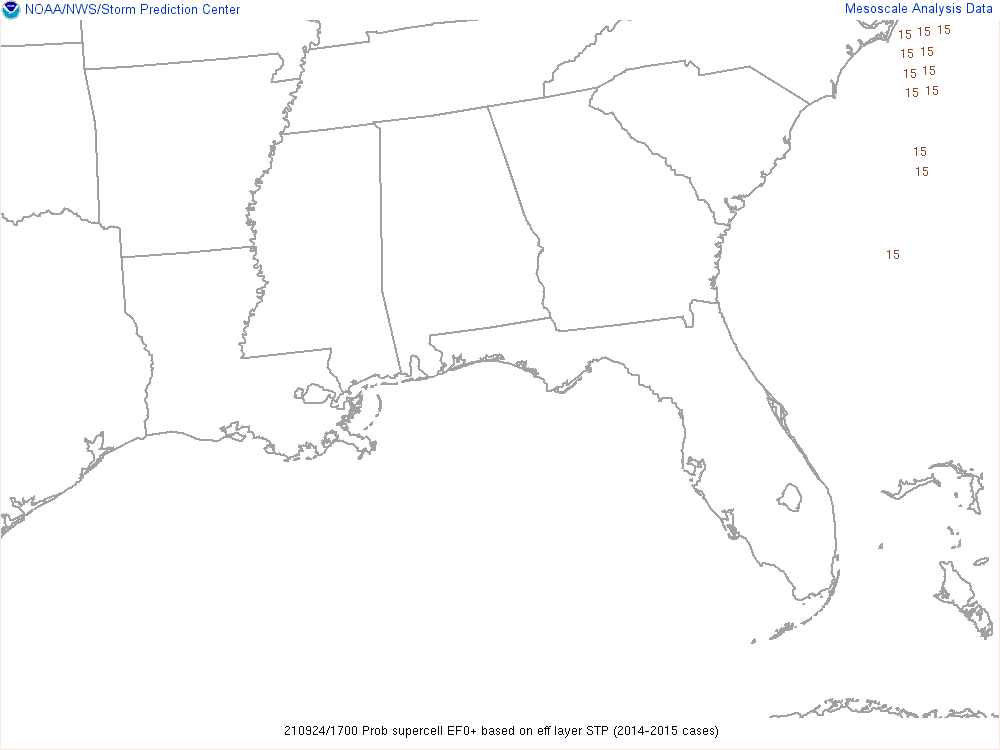 NOAA/NWS/Storm Prediction Center
Mesoscale Analysis Data
15 15 15
15 15
15 15
15 15
15
15
15
210924/1700 Prob supercell EF0+ based on eff layer STP (2014-2015 cases)